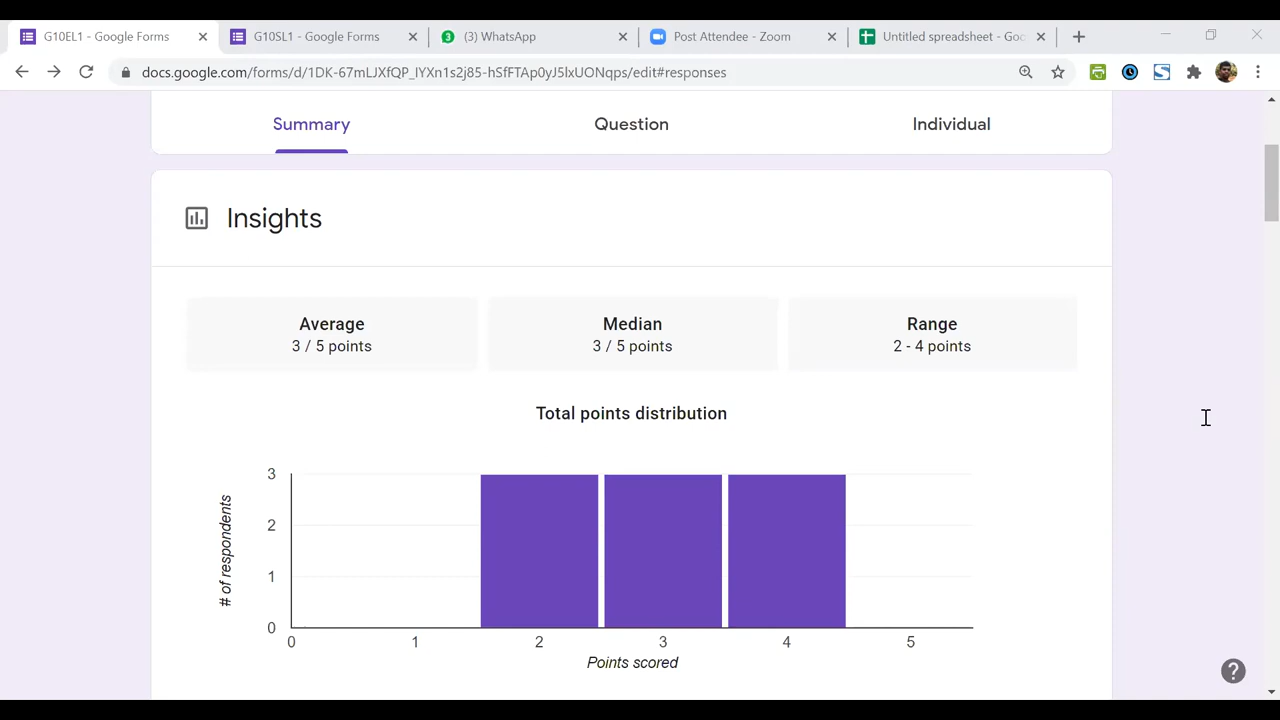 G10EL1 - Google Forms
G10SL1 - Google Forms
(3) WhatsApp
Post Attendee - Zoom
Untitled spreadsheet - Goo
docs.google.com/forms/d/1DK-67mLJXfQP_IYXn1s2j85-hSfFTAp0yJ5lxUONqps/edit#responses
Summary
Question
Individual
Insights
Average
3 / 5 points
Median
3 / 5 points
Range
2 - 4 points
Total points distribution
# of respondents
3
2
1
0
0
1
2
3
4
5
Points scored